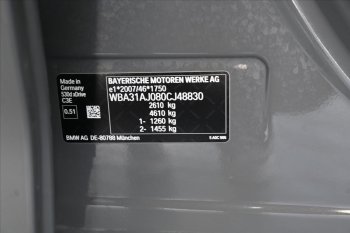 BAYERISCHE MOTOREN WERKE AG
Made in
Germany
530d xDrive
C3E
0.51
e1*2007/46*1750
WBA31AJ080CJ48830
2610 kg
4610 kg
1- 1260 kg
2- 1455 kg
BMW AG DE-80788 München